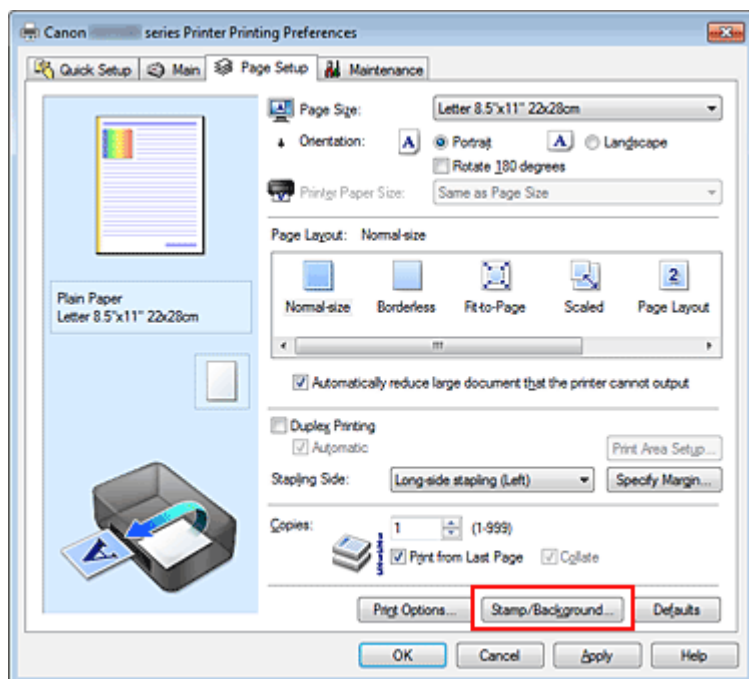 Canon series Printer Printing Preferences
Quick Setup Main Page Setup Maintenance
Page Size: Letter 8.5"x11" 22x28cm
Orientation: A Portrait A Landscape
Rotate 180 degrees
Printer Paper Size: Same as Page Size
Page Layout: Normal-size
2
Normal-size Borderless Fit-to-Page Scaled Page Layout
Plain Paper
Letter 8.5"x11" 22x28cm
Automatically reduce large document that the printer cannot output
Duplex Printing
Automatic Print Area Setup...
Stapling Side: Long-side stapling (Left) Specify Margin...
Copies: 1 (1-999)
Print from Last Page Collate
A
Print Options... Stamp/Background... Defaults
OK Cancel Apply Help